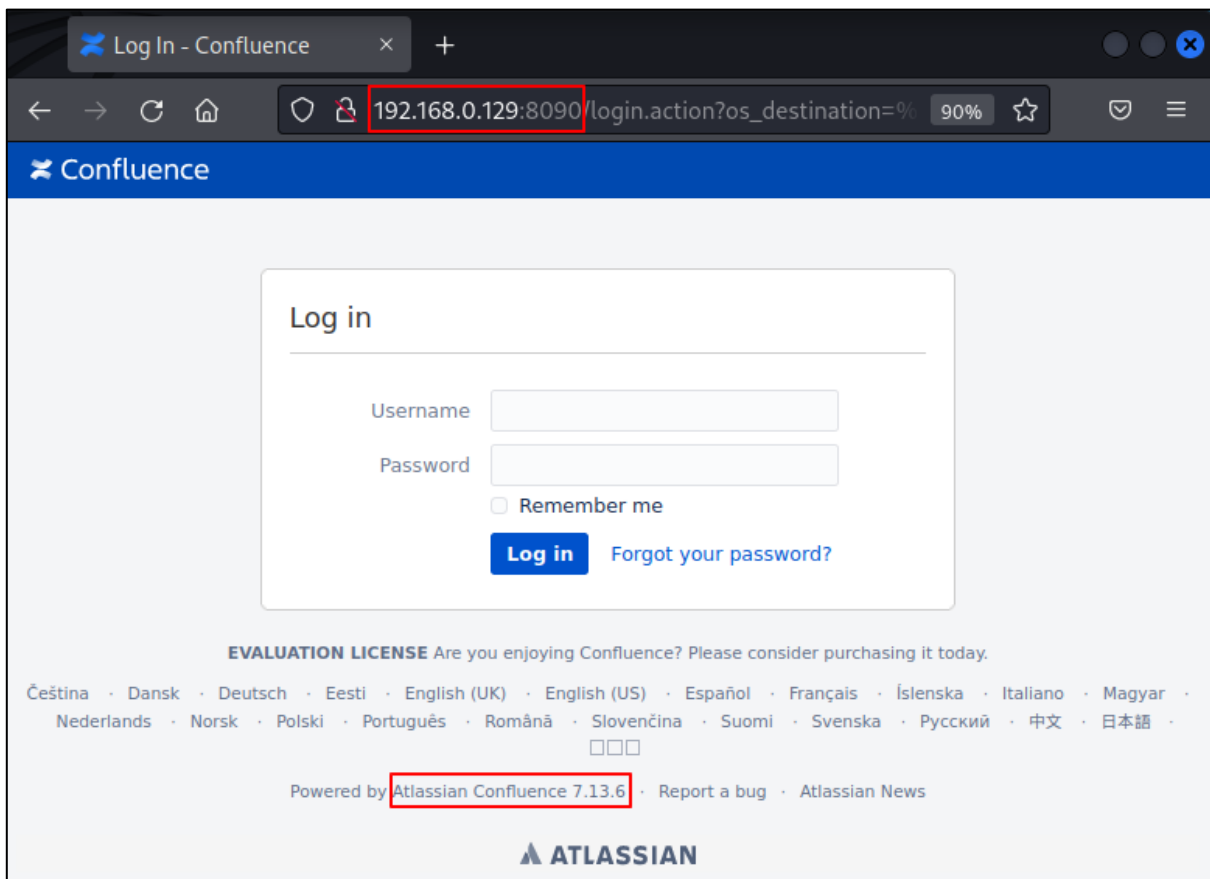 Log In - Confluence
192.168.0.129:8090/login.action?os_destination=% 90%
Confluence
Log in
Username
Password
Remember me
Log in Forgot your password?
EVALUATION LICENSE Are you enjoying Confluence? Please consider purchasing it today.
Čeština · Dansk · Deutsch · Eesti · English (UK) · English (US) · Español · Français · Íslenska · Italiano · Magyar ·
Nederlands · Norsk · Polski · Português · Română · Slovenčina · Suomi · Svenska · Русский · 中文 · 日本語 ·
□□□
Powered by Atlassian Confluence 7.13.6 · Report a bug · Atlassian News
ATLASSIAN